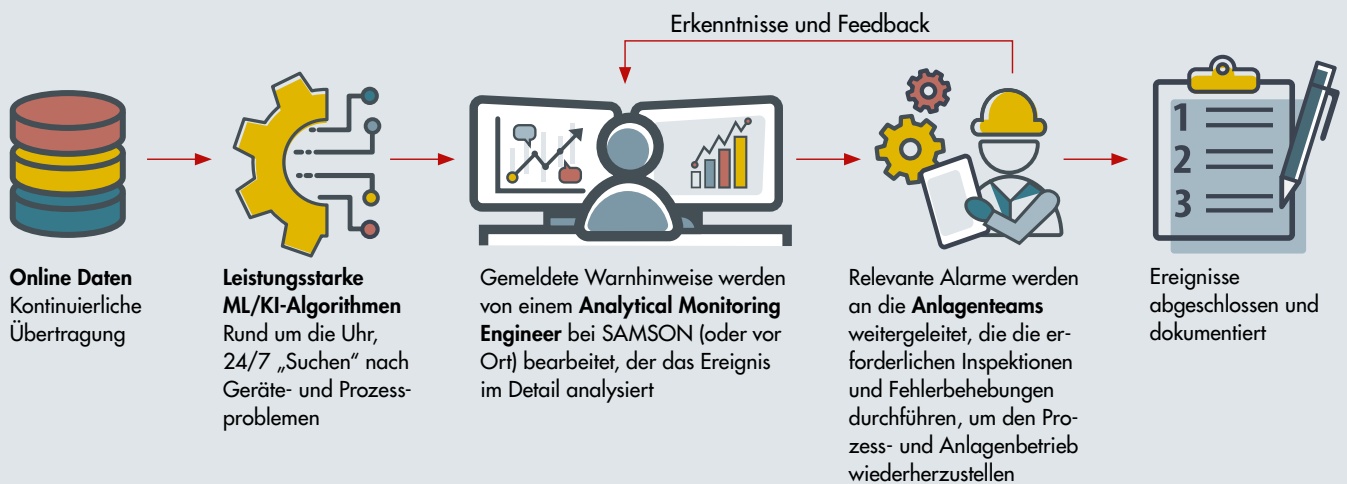 Erkenntnisse und Feedback
1
2
3
Online Daten
Kontinuierliche
Übertragung
Leistungsstarke
ML/KI-Algorithmen
Rund um die Uhr,
24/7 „Suchen“ nach
Geräte- und Prozess-
problemen
Gemeldete Warnhinweise werden
von einem Analytical Monitoring
Engineer bei SAMSON (oder vor
Ort) bearbeitet, der das Ereignis
im Detail analysiert
Relevante Alarme werden
an die Anlagenteams
weitergeleitet, die die er-
forderlichen Inspektionen
und Fehlerbehebungen
durchführen, um den Pro-
zess- und Anlagenbetrieb
wiederherzustellen
Ereignisse
abgeschlossen und
dokumentiert